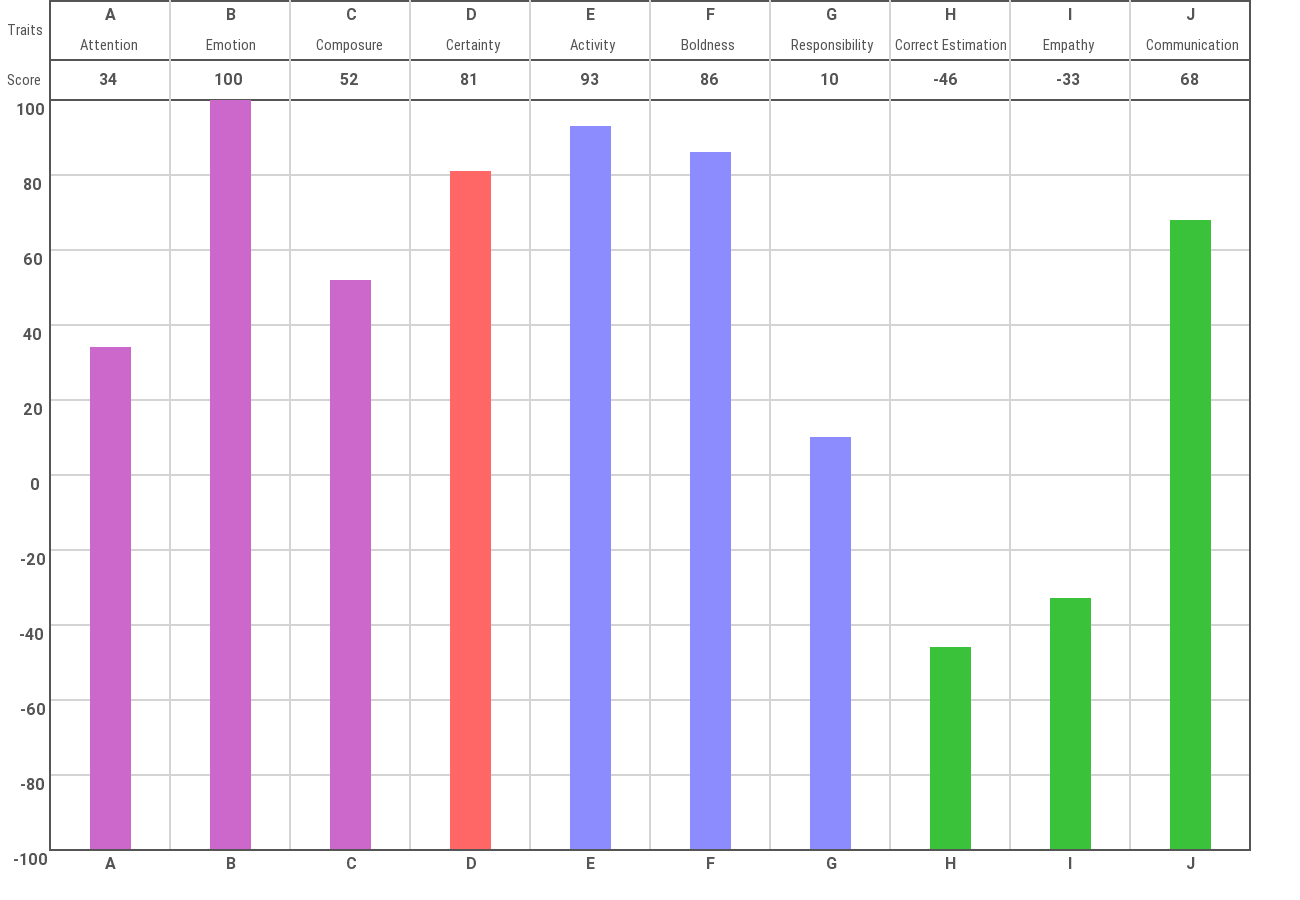 A B C D E F G H I J
Traits
Attention Emotion Composure Certainty Activity Boldness Responsibility Correct Estimation Empathy Communication
Score 34 100 52 81 93 86 10 -46 -33 68
100
80
60
40
20
0
-20
-40
-60
-80
-100
A B C D E F G H I J